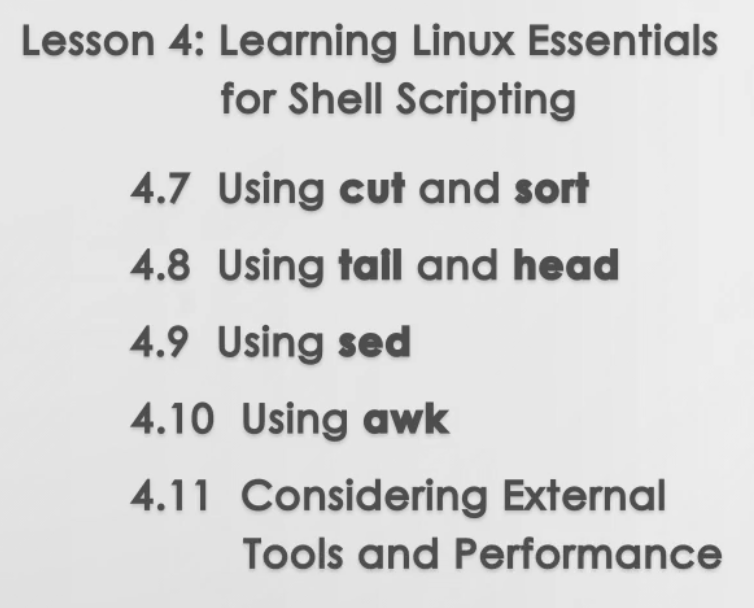 Lesson 4: Learning Linux Essentials
for Shell Scripting
4.7 Using cut and sort
4.8 Using tail and head
4.9 Using sed
4.10 Using awk
4.11 Considering External
Tools and Performance